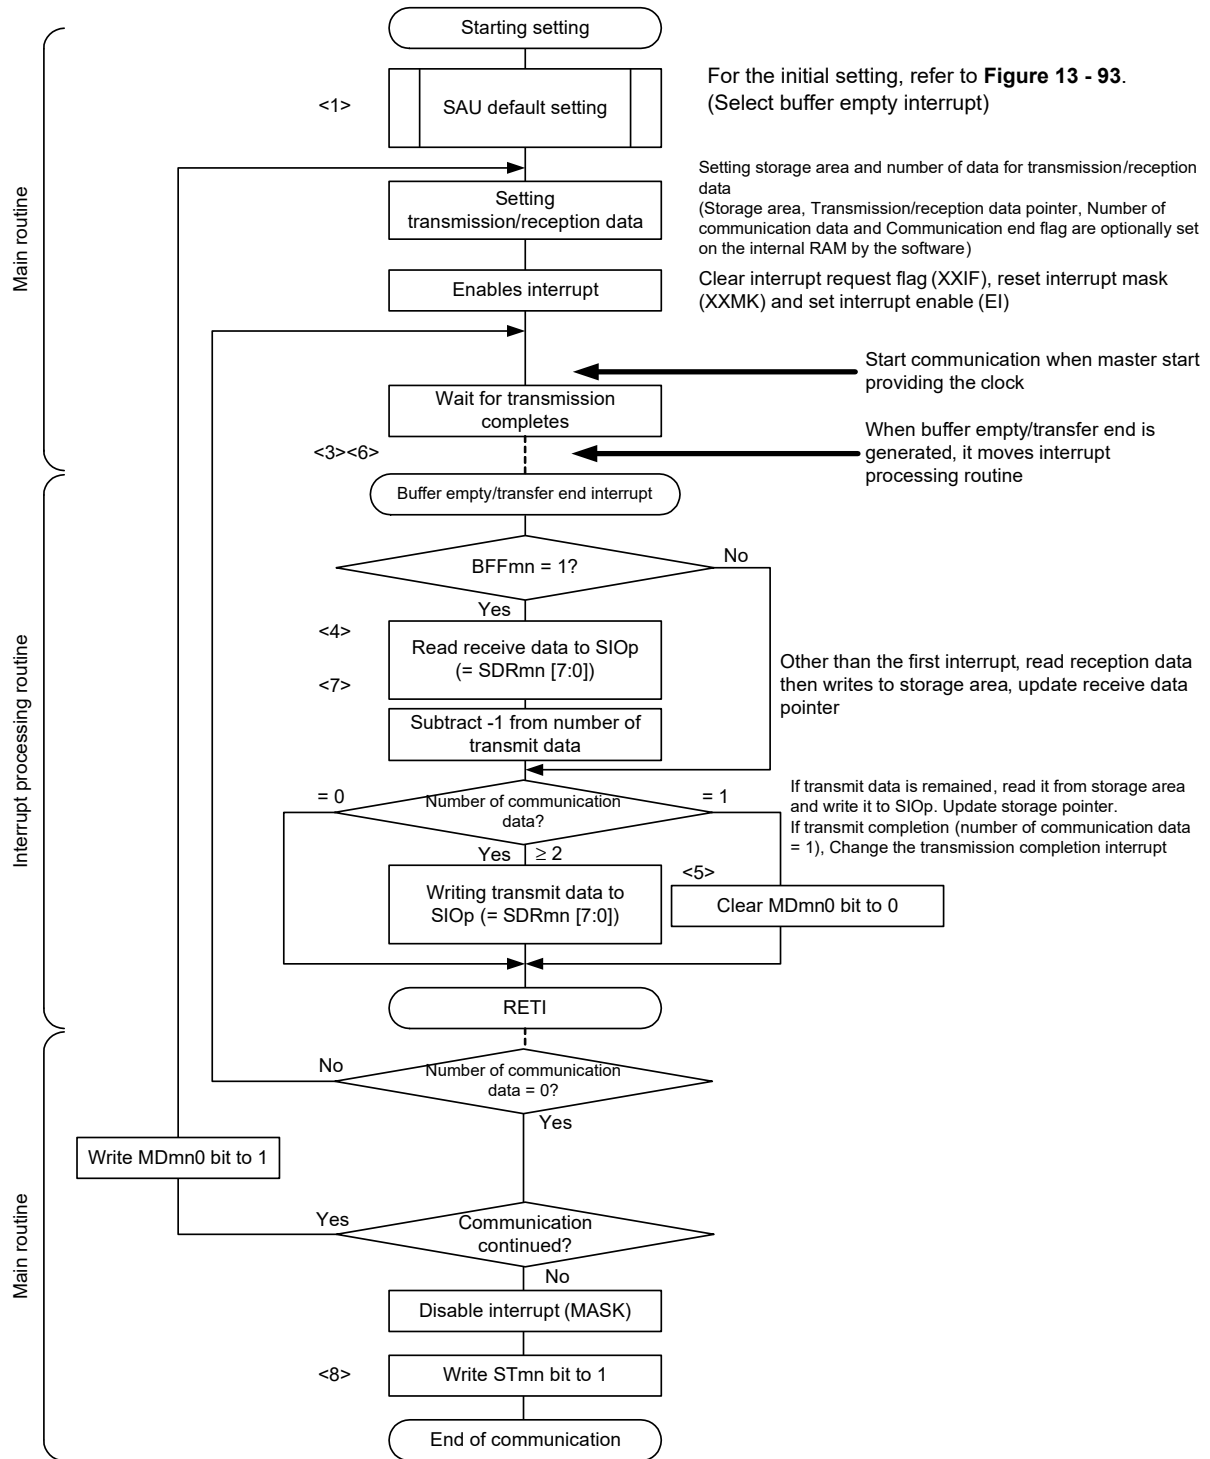 Starting setting
<1>
SAU default setting
For the initial setting, refer to Figure 13 - 93.
(Select buffer empty interrupt)
Main routine
Setting
transmission/reception data
Setting storage area and number of data for transmission/reception
data
(Storage area, Transmission/reception data pointer, Number of
communication data and Communication end flag are optionally set
on the internal RAM by the software)
Enables interrupt
Clear interrupt request flag (XXIF), reset interrupt mask
(XXMK) and set interrupt enable (EI)
Start communication when master start
providing the clock
Wait for transmission
completes
<3><6>
When buffer empty/transfer end is
generated, it moves interrupt
processing routine
Buffer empty/transfer end interrupt
BFFmn = 1?
No
Yes
Interrupt processing routine
<4>
<7>
Read receive data to SIOp
(= SDRmn [7:0])
Other than the first interrupt, read reception data
then writes to storage area, update receive data
pointer
Subtract -1 from number of
transmit data
= 0
Number of communication
data?
= 1
If transmit data is remained, read it from storage area
and write it to SIOp. Update storage pointer.
If transmit completion (number of communication data
= 1), Change the transmission completion interrupt
Yes ≥ 2
<5>
Writing transmit data to
SIOp (= SDRmn [7:0])
Clear MDmn0 bit to 0
RETI
No
Number of communication
data = 0?
Yes
Write MDmn0 bit to 1
Main routine
Yes
Communication
continued?
No
Disable interrupt (MASK)
<8>
Write STmn bit to 1
End of communication